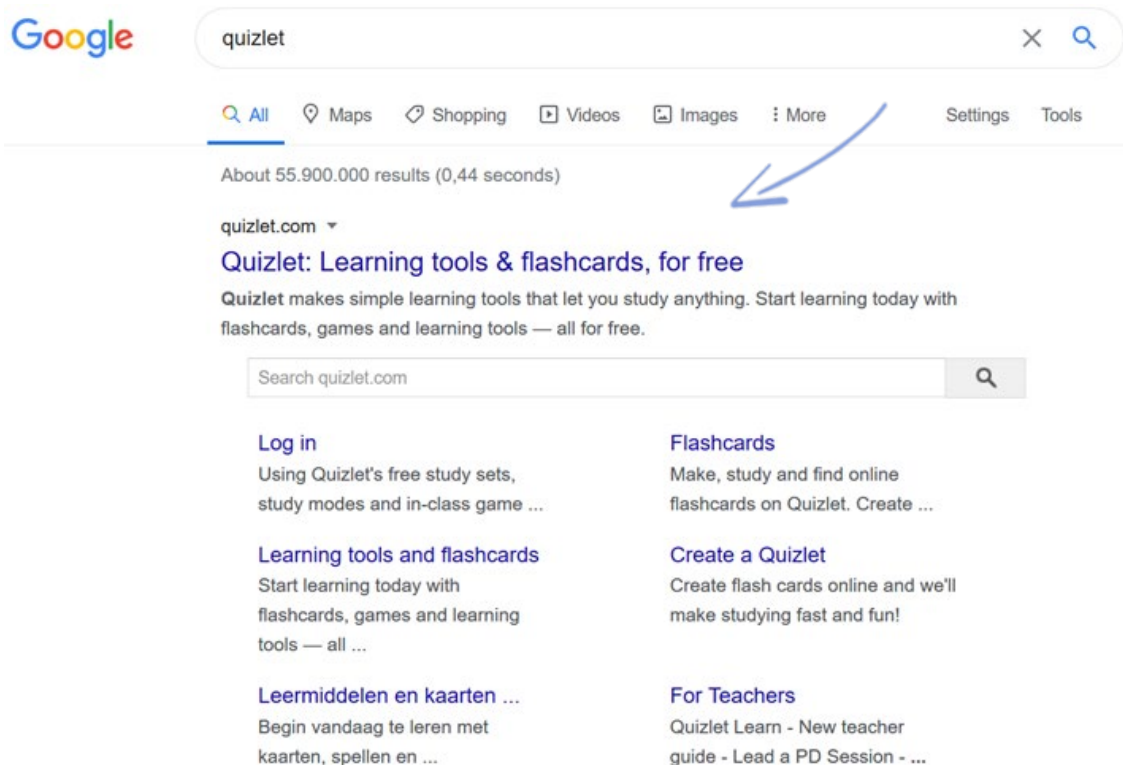 Google
quizlet
All Maps Shopping Videos Images More Settings Tools
About 55.900.000 results (0,44 seconds)
quizlet.com
Quizlet: Learning tools & flashcards, for free
Quizlet makes simple learning tools that let you study anything. Start learning today with
flashcards, games and learning tools — all for free.
Search quizlet.com
Log in
Using Quizlet's free study sets,
study modes and in-class game ...
Flashcards
Make, study and find online
flashcards on Quizlet. Create ...
Learning tools and flashcards
Start learning today with
flashcards, games and learning
tools — all ...
Create a Quizlet
Create flash cards online and we'll
make studying fast and fun!
Leermiddelen en kaarten ...
Begin vandaag te leren met
kaarten, spellen en ...
For Teachers
Quizlet Learn - New teacher
guide - Lead a PD Session - ...